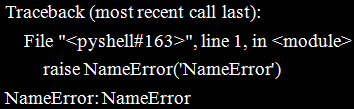 Traceback (most recent call last):
File "<pyshell#163>", line 1, in <module>
raise NameError('NameError')
NameError: NameError